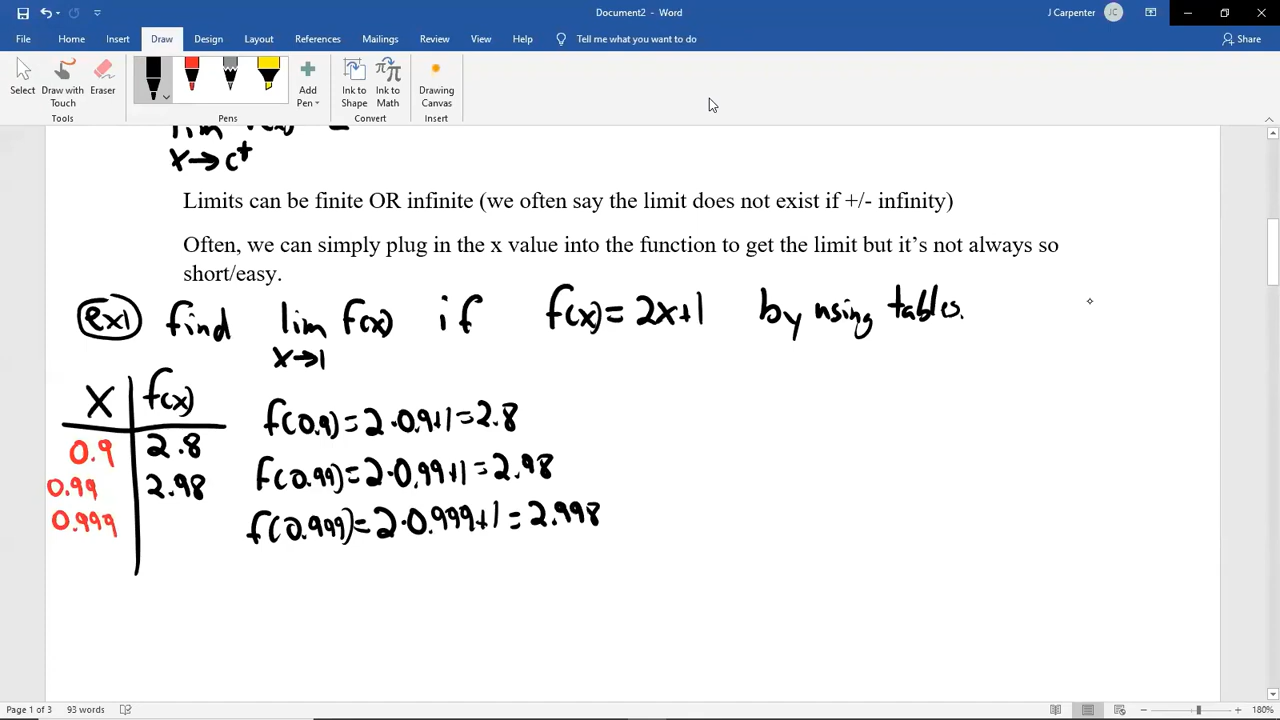 Document2 - Word
J Carpenter JC
File Home Insert Draw Design Layout References Mailings Review View Help Tell me what you want to do Share
Select Draw with Touch Eraser Add Pen Ink to Shape Ink to Math Drawing Canvas
Tools Pens Convert Insert
x→c⁺
Limits can be finite OR infinite (we often say the limit does not exist if +/- infinity)
Often, we can simply plug in the x value into the function to get the limit but it’s not always so
short/easy.
ex1 find lim f(x) if f(x)=2x+1 by using tables.
x→1
x f(x)
0.9 2.8 f(0.9)=2·0.9+1=2.8
0.99 2.98 f(0.99)=2·0.99+1=2.98
0.999 f(0.999)=2·0.999+1=2.998
Page 1 of 3 93 words 180%